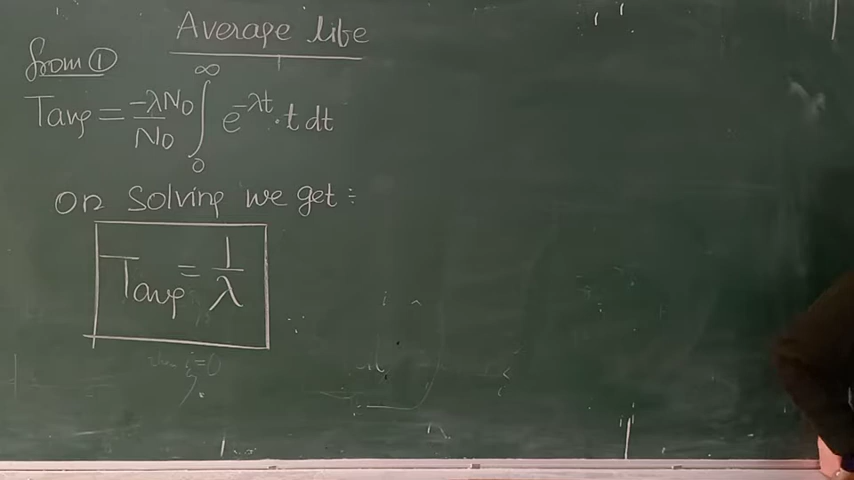 Average life
from ①
Tavg = -λN₀/N₀ ∫₀^∞ e^-λt · t dt
on solving we get :
Tavg = 1/λ